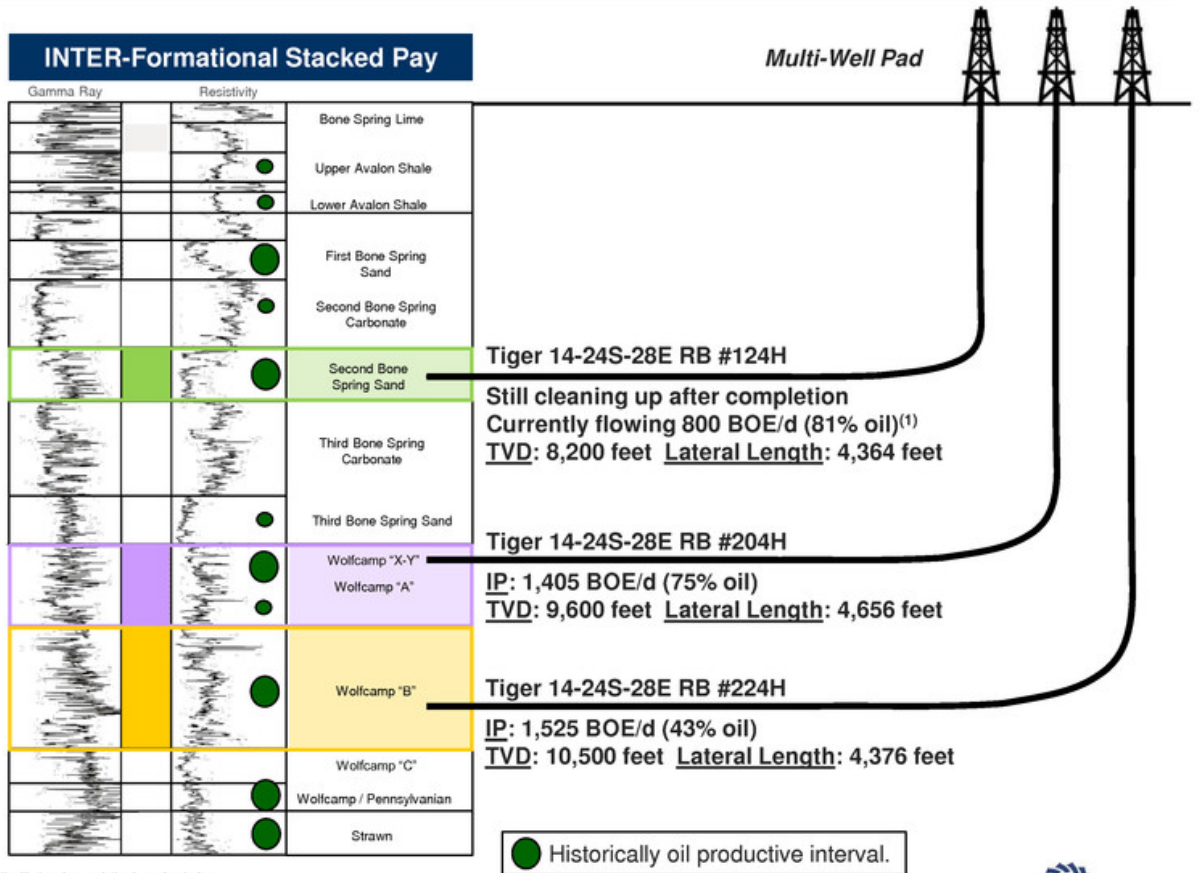 INTER-Formational Stacked Pay
Multi-Well Pad
Gamma Ray
Resistivity
Bone Spring Lime
Upper Avalon Shale
Lower Avalon Shale
First Bone Spring
Sand
Second Bone Spring
Carbonate
Second Bone
Spring Sand
Third Bone Spring
Carbonate
Third Bone Spring Sand
Wolfcamp "X-Y"
Wolfcamp "A"
Wolfcamp "B"
Wolfcamp "C"
Wolfcamp / Pennsylvanian
Strawn
Tiger 14-24S-28E RB #124H
Still cleaning up after completion
Currently flowing 800 BOE/d (81% oil)(1)
TVD: 8,200 feet Lateral Length: 4,364 feet
Tiger 14-24S-28E RB #204H
IP: 1,405 BOE/d (75% oil)
TVD: 9,600 feet Lateral Length: 4,656 feet
Tiger 14-24S-28E RB #224H
IP: 1,525 BOE/d (43% oil)
TVD: 10,500 feet Lateral Length: 4,376 feet
Historically oil productive interval.